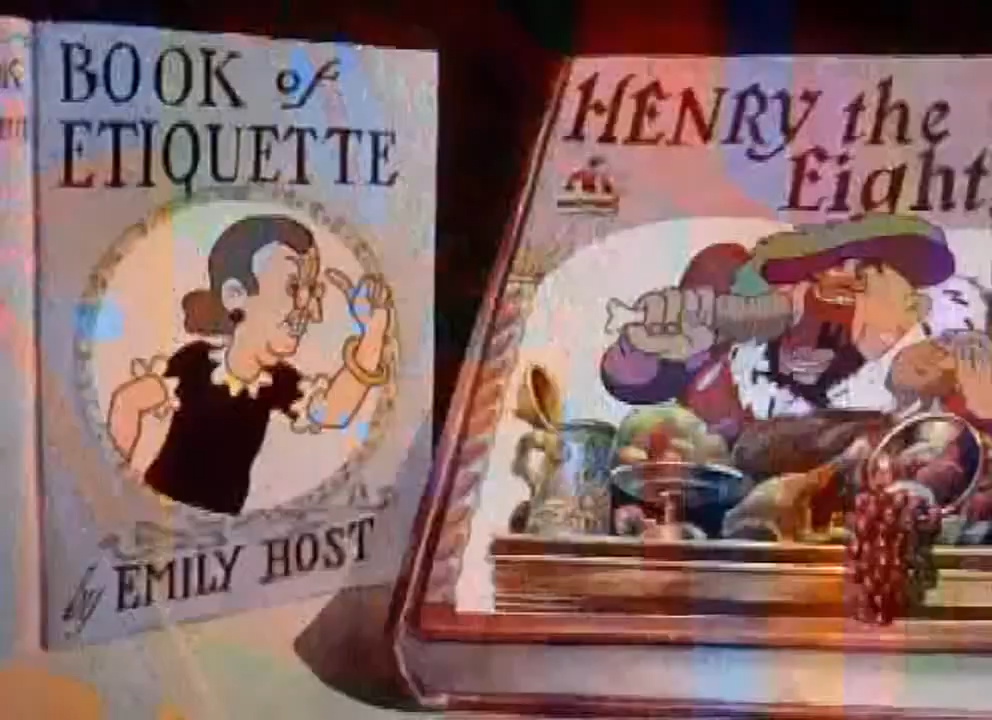 BOOK of
ETIQUETTE
by EMILY HOST
HENRY the
Eight